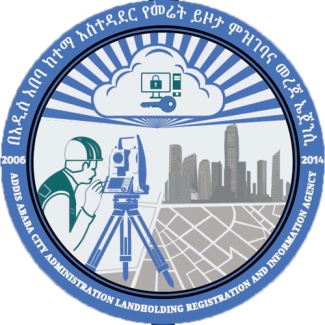 በአዲስ አበባ ከተማ አስተዳደር የመሬት ይዞታ ምዝገባና መረጃ ኤጀንሲ
2006
2014
ADDIS ABABA CITY ADMINISTRATION LANDHOLDING REGISTRATION AND INFORMATION AGENCY